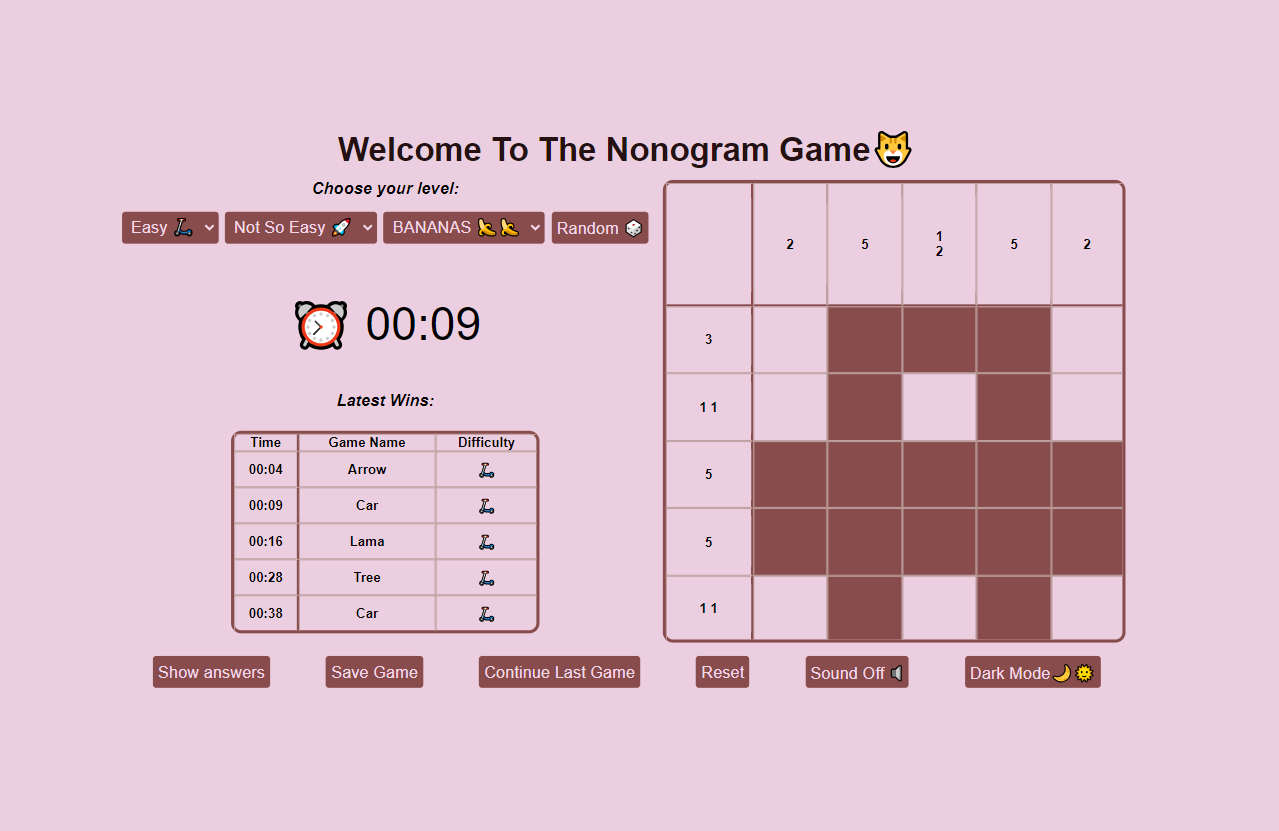 Welcome To The Nonogram Game😺
Choose your level:
Easy 🛴
Not So Easy 🚀
BANANAS 🍌🍌
Random 🎲
⏰ 00:09
Latest Wins:
Time Game Name Difficulty
00:04 Arrow 🛴
00:09 Car 🛴
00:16 Lama 🛴
00:28 Tree 🛴
00:38 Car 🛴
2 5 1 5 2
2
3
1 1
5
5
1 1
Show answers
Save Game
Continue Last Game
Reset
Sound Off 🔈
Dark Mode🌙🌞